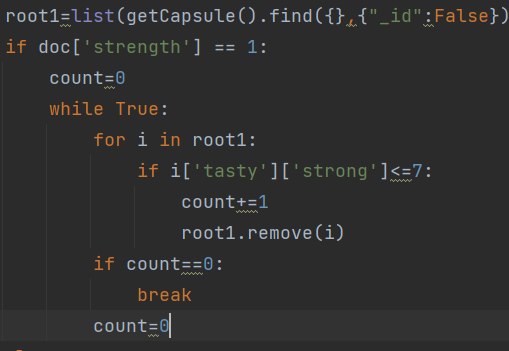 root1=list(getCapsule().find({},{"_id":False})
if doc['strength'] == 1:
    count=0
    while True:
        for i in root1:
            if i['tasty']['strong']<=7:
                count+=1
                root1.remove(i)
        if count==0:
            break
        count=0